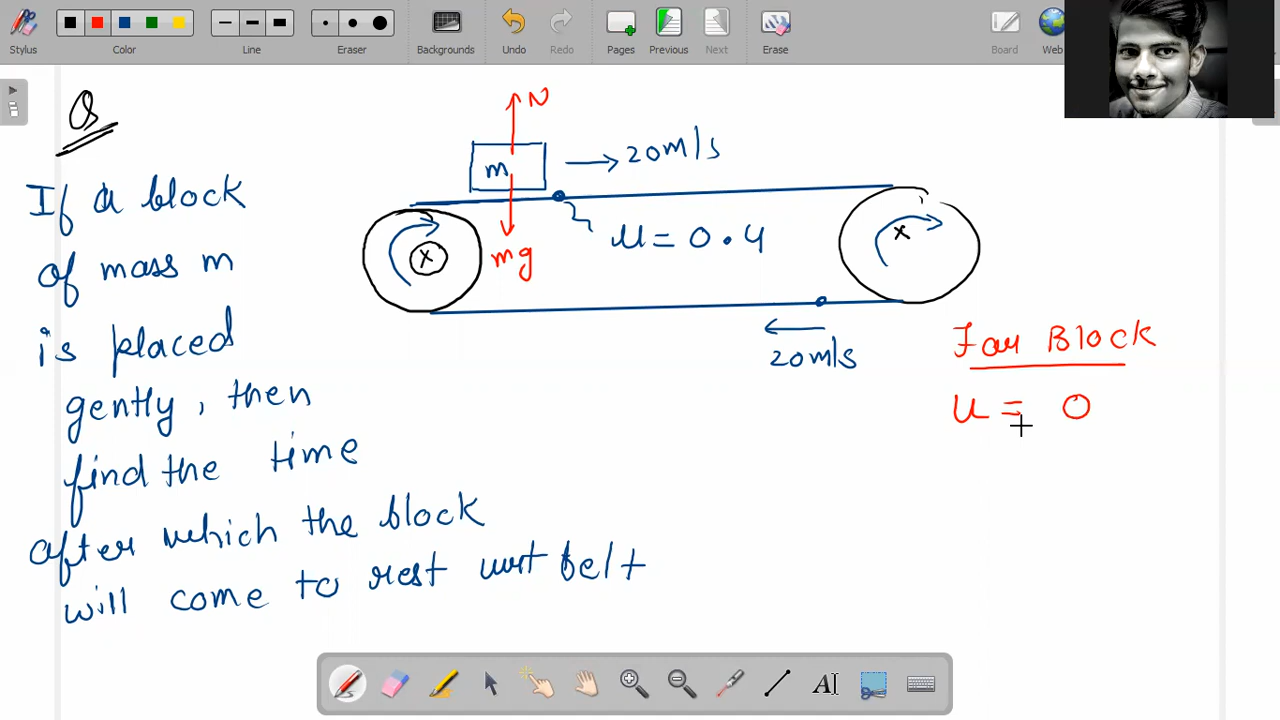 Stylus
Color
Line
Eraser
Backgrounds
Undo
Redo
Pages
Previous
Next
Erase
Board
Web
Q
If a block
of mass m
is placed
gently, then
find the time
after which the block
will come to rest wrt belt
N
m
20m/s
mg
μ = 0.4
x
x
20m/s
For Block
u = 0
AI